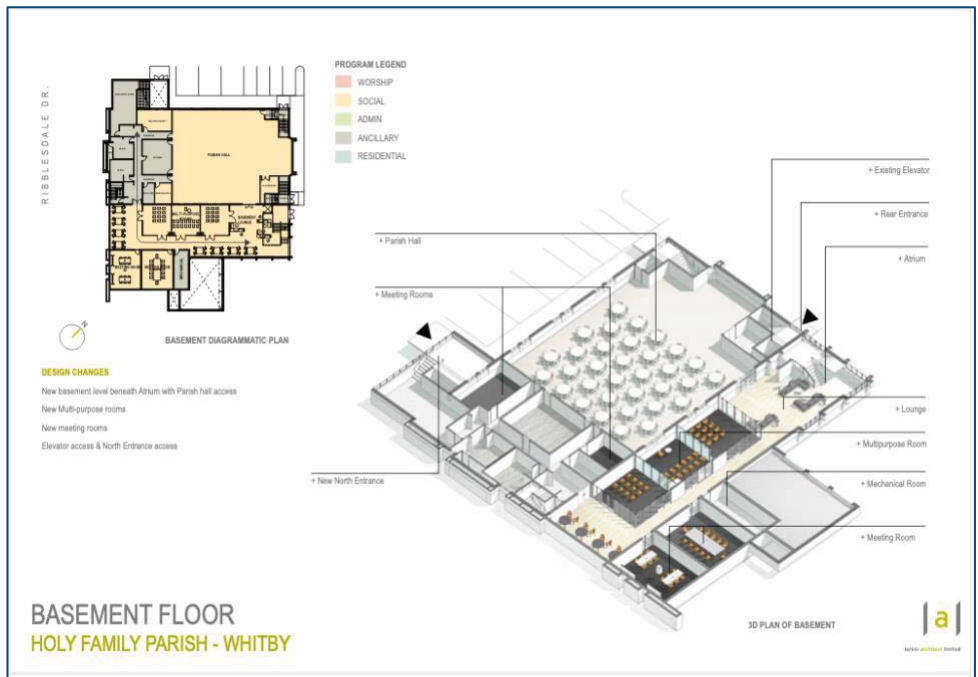 RIBBLESDALE DR.
PROGRAM LEGEND
WORSHIP
SOCIAL
ADMIN
ANCILLARY
RESIDENTIAL
PARISH HALL
N
BASEMENT DIAGRAMMATIC PLAN
DESIGN CHANGES
New basement level beneath Atrium with Parish hall access
New Multi-purpose rooms
New meeting rooms
Elevator access & North Entrance access
+ Existing Elevator
+ Rear Entrance
+ Atrium
+ Parish Hall
+ Meeting Rooms
+ Lounge
+ Multipurpose Room
+ Mechanical Room
+ New North Entrance
+ Meeting Room
3D PLAN OF BASEMENT
BASEMENT FLOOR
HOLY FAMILY PARISH - WHITBY
|a|
architect limited